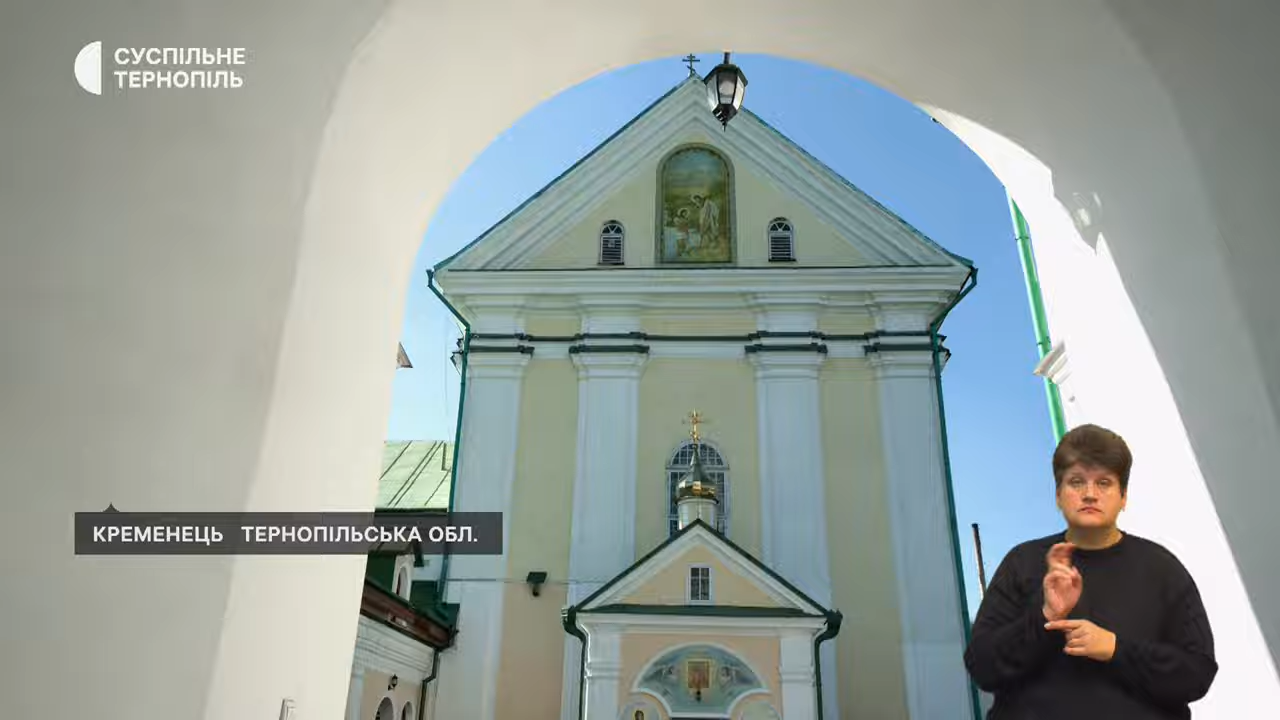 СУСПІЛЬНЕ
ТЕРНОПІЛЬ
КРЕМЕНЕЦЬ ТЕРНОПІЛЬСЬКА ОБЛ.